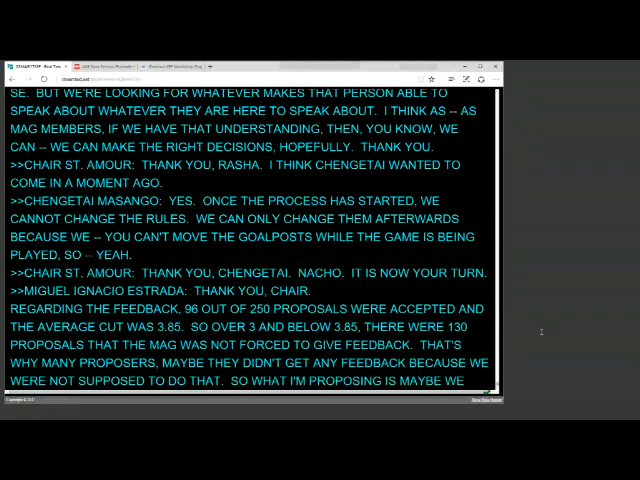 streamtext.net
SE.  BUT WE'RE LOOKING FOR WHATEVER MAKES THAT PERSON ABLE TO
SPEAK ABOUT WHATEVER THEY ARE HERE TO SPEAK ABOUT.  I THINK AS -- AS
MAG MEMBERS, IF WE HAVE THAT UNDERSTANDING, THEN, YOU KNOW, WE
CAN -- WE CAN MAKE THE RIGHT DECISIONS, HOPEFULLY.  THANK YOU.
>>CHAIR ST. AMOUR:  THANK YOU, RASHA.  I THINK CHENGETAI WANTED TO
COME IN A MOMENT AGO.
>>CHENGETAI MASANGO:  YES.  ONCE THE PROCESS HAS STARTED, WE
CANNOT CHANGE THE RULES.  WE CAN ONLY CHANGE THEM AFTERWARDS
BECAUSE WE -- YOU CAN'T MOVE THE GOALPOSTS WHILE THE GAME IS BEING
PLAYED, SO -- YEAH.
>>CHAIR ST. AMOUR:  THANK YOU, CHENGETAI.  NACHO.  IT IS NOW YOUR TURN.
>>MIGUEL IGNACIO ESTRADA:  THANK YOU, CHAIR.
REGARDING THE FEEDBACK, 96 OUT OF 250 PROPOSALS WERE ACCEPTED AND
THE AVERAGE CUT WAS 3.85.  SO OVER 3 AND BELOW 3.85, THERE WERE 130
PROPOSALS THAT THE MAG WAS NOT FORCED TO GIVE FEEDBACK.  THAT'S
WHY MANY PROPOSERS, MAYBE THEY DIDN'T GET ANY FEEDBACK BECAUSE WE
WERE NOT SUPPOSED TO DO THAT.  SO WHAT I'M PROPOSING IS MAYBE WE